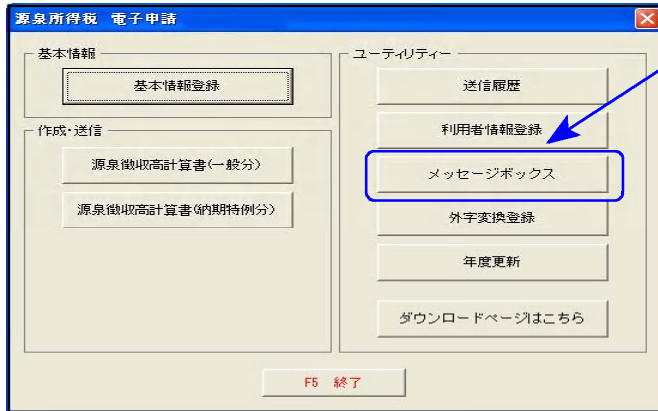 源泉所得税 電子申請
基本情報
基本情報登録
作成・送信
源泉徴収高計算書(一般分)
源泉徴収高計算書(納期特例分)
ユーティリティー
送信履歴
利用者情報登録
メッセージボックス
外字変換登録
年度更新
ダウンロードページはこちら
F5 終了